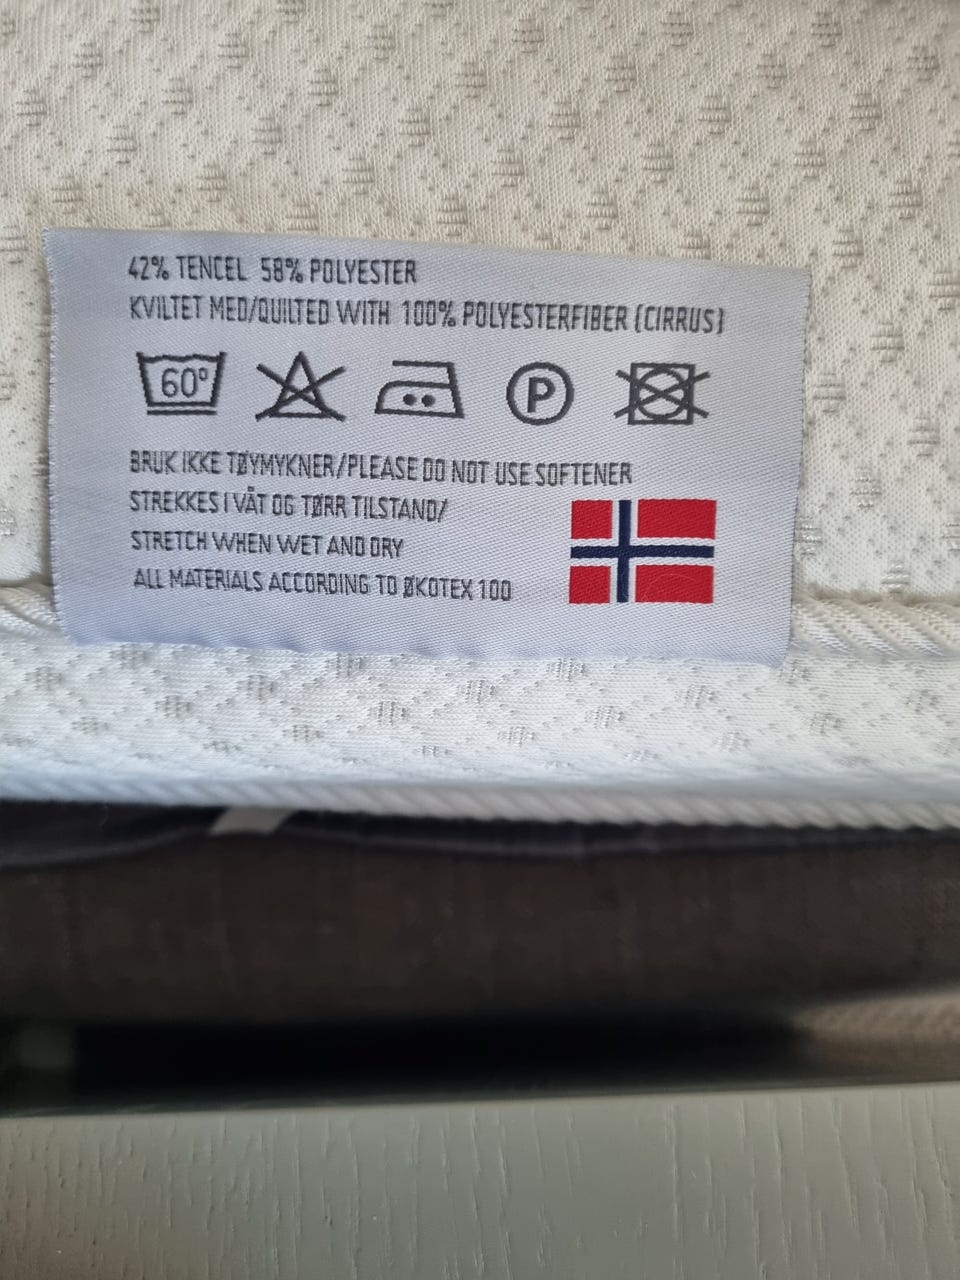 42% TENCEL 58% POLYESTER
KVILTET MED/QUILTED WITH 100% POLYESTERFIBER (CIRRUS)
60°
P
BRUK IKKE TØYMYKNER/PLEASE DO NOT USE SOFTENER
STREKKES I VÅT OG TØRR TILSTAND/
STRETCH WHEN WET AND DRY
ALL MATERIALS ACCORDING TO ØKOTEX 100